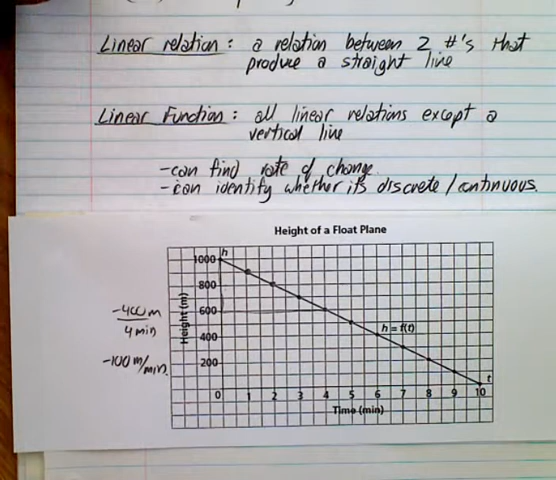 Linear relation: a relation between 2 #'s that
produce a straight line
Linear Function: all linear relations except a
vertical line
-can find rate of change.
-can identify whether its discrete/continuous.
Height of a Float Plane
h
1000
800
600
400
200
0
Height (m)
h = f(t)
t
1 2 3 4 5 6 7 8 9 10
Time (min)
-400m
4 min
-100 m/min.